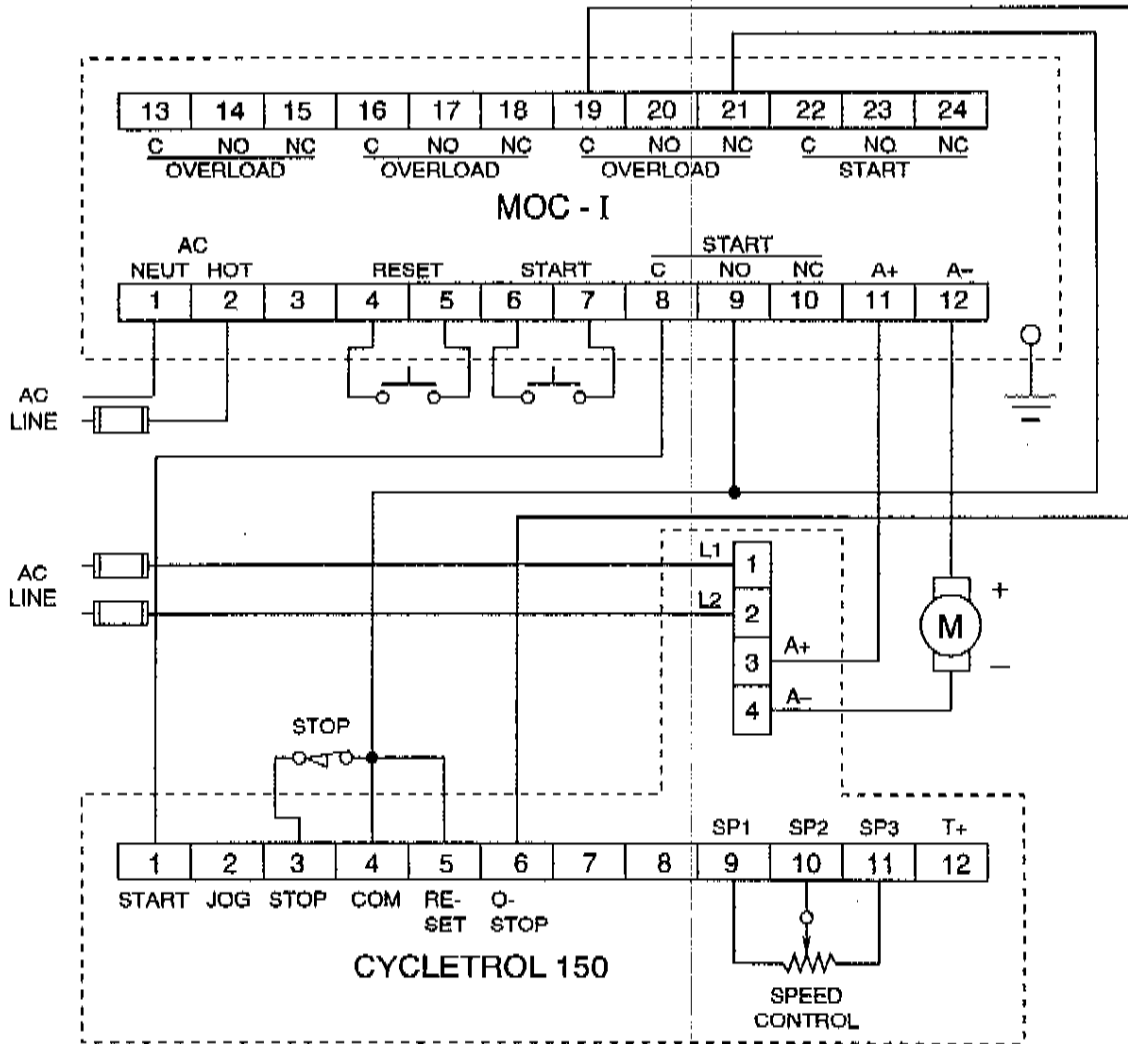 13 14 15 16 17 18 19 20 21 22 23 24
C NO NC C NO NC C NO NC C NO NC
OVERLOAD OVERLOAD OVERLOAD START
MOC - I
AC START
NEUT HOT RESET START C NO NC A+ A–
1 2 3 4 5 6 7 8 9 10 11 12
AC
LINE
L1 1
AC
LINE
L2 2
+
M
–
3 A+
4 A–
STOP
SP1 SP2 SP3 T+
1 2 3 4 5 6 7 8 9 10 11 12
START JOG STOP COM RE-
SET O-
STOP
CYCLETROL 150
SPEED
CONTROL